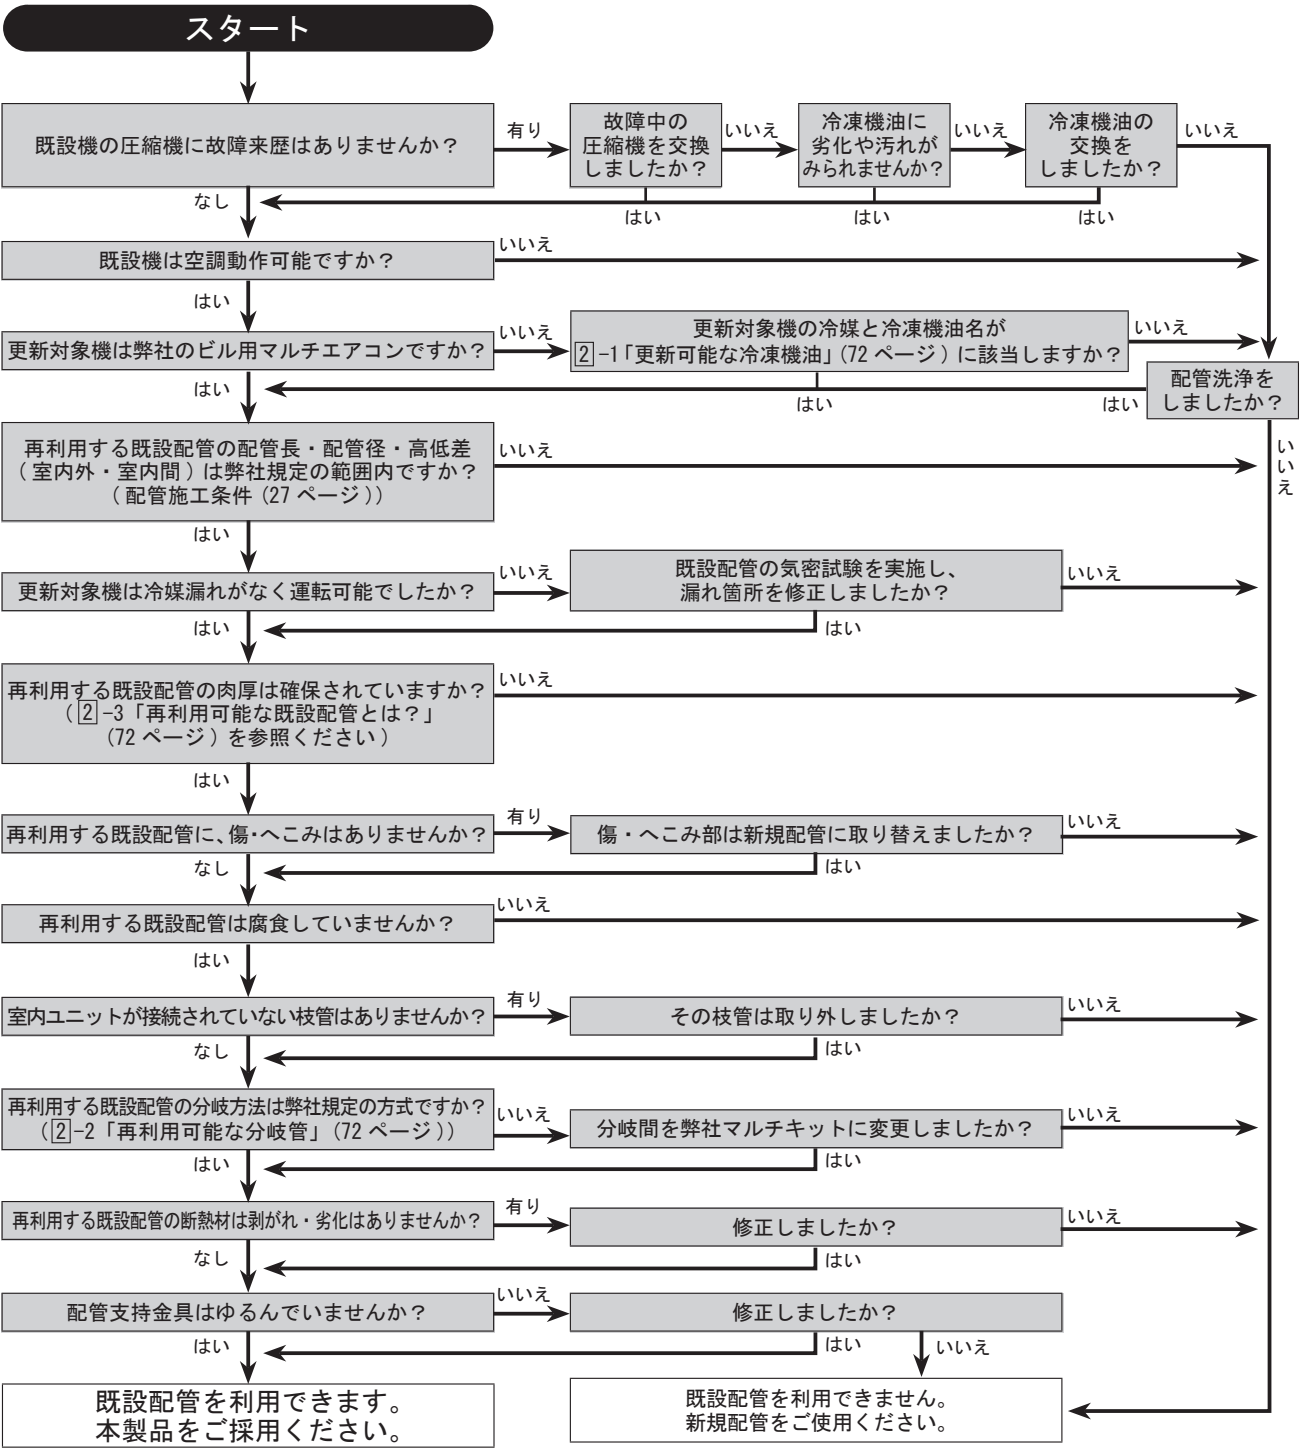 スタート
既設機の圧縮機に故障来歴はありませんか？
有り
故障中の
圧縮機を交換
しましたか？
いいえ
冷凍機油に
劣化や汚れが
みられませんか？
いいえ
冷凍機油の
交換を
しましたか？
いいえ
なし
はい
はい
はい
既設機は空調動作可能ですか？
いいえ
はい
更新対象機は弊社のビル用マルチエアコンですか？
いいえ
更新対象機の冷媒と冷凍機油名が
2-1「更新可能な冷凍機油」（72 ページ）に該当しますか？
いいえ
配管洗浄を
しましたか？
はい
はい
はい
いいえ
再利用する既設配管の配管長・配管径・高低差
（室内外・室内間）は弊社規定の範囲内ですか？
（配管施工条件（27 ページ））
いいえ
はい
更新対象機は冷媒漏れがなく運転可能でしたか？
いいえ
既設配管の気密試験を実施し、
漏れ箇所を修正しましたか？
いいえ
はい
はい
再利用する既設配管の肉厚は確保されていますか？
（2-3「再利用可能な既設配管とは？」
（72 ページ）を参照ください）
いいえ
はい
再利用する既設配管に、傷・へこみはありませんか？
有り
傷・へこみ部は新規配管に取り替えましたか？
いいえ
なし
はい
再利用する既設配管は腐食していませんか？
いいえ
はい
室内ユニットが接続されていない枝管はありませんか？
有り
その枝管は取り外しましたか？
いいえ
なし
はい
再利用する既設配管の分岐方法は弊社規定の方式ですか？
（2-2「再利用可能な分岐管」（72 ページ））
いいえ
分岐間を弊社マルチキットに変更しましたか？
いいえ
はい
はい
再利用する既設配管の断熱材は剥がれ・劣化はありませんか？
有り
修正しましたか？
いいえ
なし
はい
配管支持金具はゆるんでいませんか？
いいえ
修正しましたか？
はい
はい
いいえ
既設配管を利用できます。
本製品をご採用ください。
既設配管を利用できません。
新規配管をご使用ください。